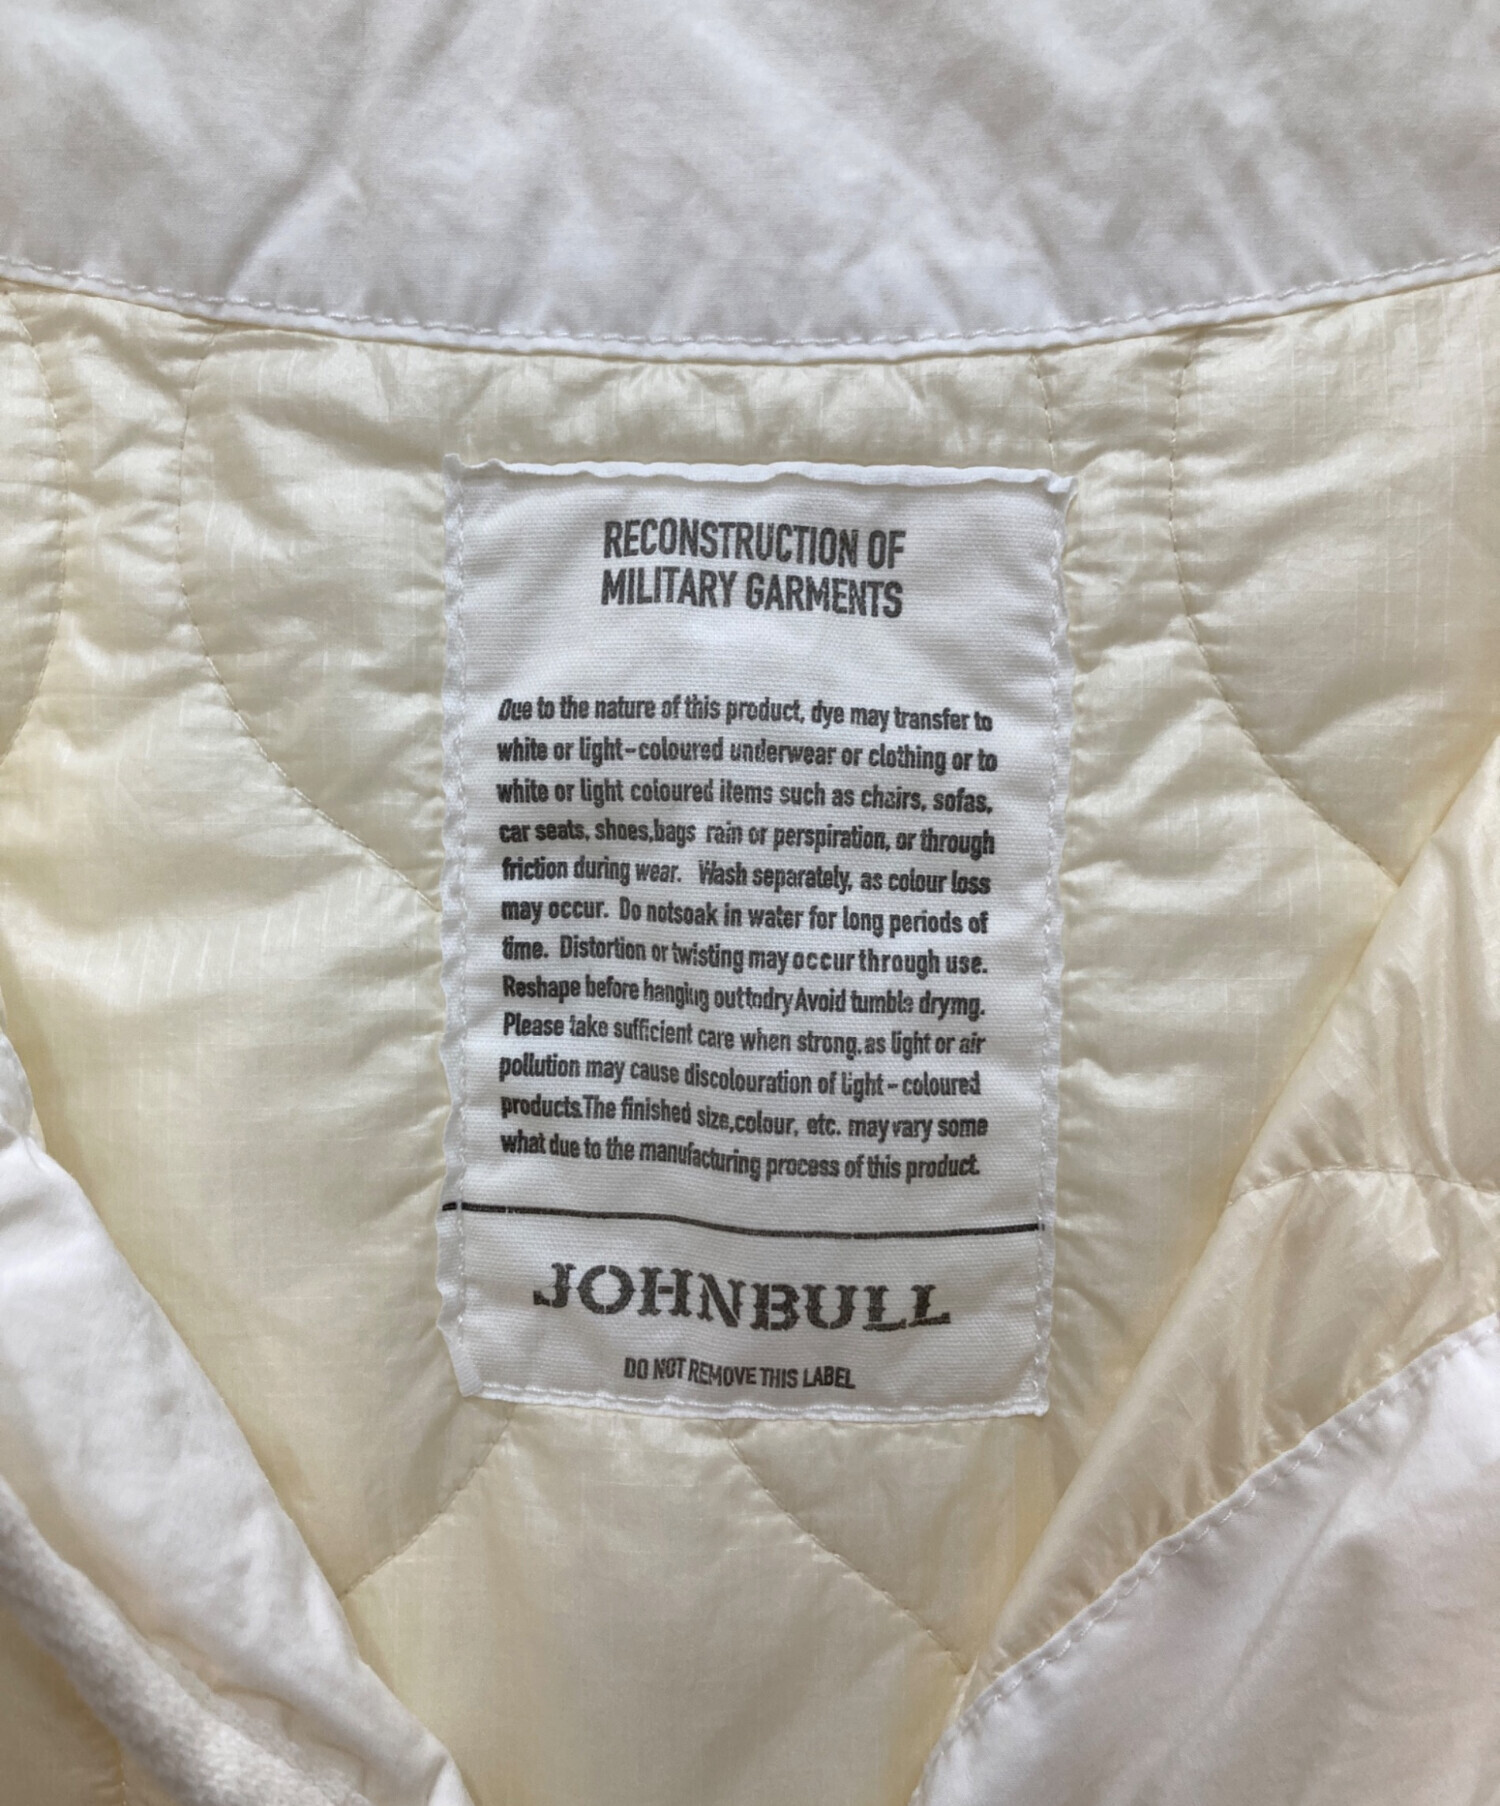 RECONSTRUCTION OF
MILITARY GARMENTS
Due to the nature of this product, dye may transfer to
white or light-coloured underwear or clothing or to
white or light coioured items such as chairs, sofas,
car seats, shoes,bags rain or perspiration, or through
friction during wear. Wash separately, as colour loss
may occur. Do notsoak in water for long periods of
time. Distortion or twisting may occur through use.
Reshape before hanging outtodry Avoid tumble drymg.
Please take sufficient care when strong.as light or air
pollution may cause discolouration of light-coloured
products.The finished size,colour, etc. may vary some
what due to the manufacturing process of this product.
JOHNBULL
DO NOT REMOVE THIS LABEL